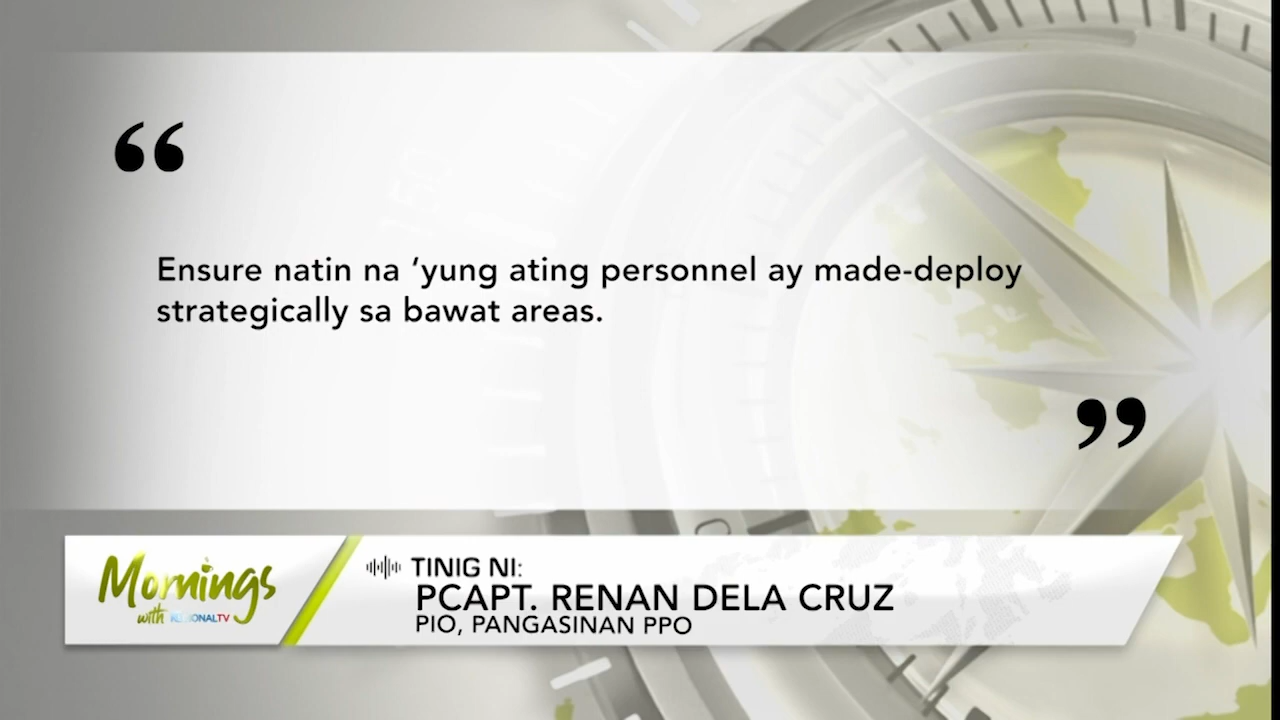 “
Ensure natin na ‘yung ating personnel ay made-deploy
strategically sa bawat areas.
”
Mornings
with REGIONALTV
TINIG NI:
PCAPT. RENAN DELA CRUZ
PIO, PANGASINAN PPO